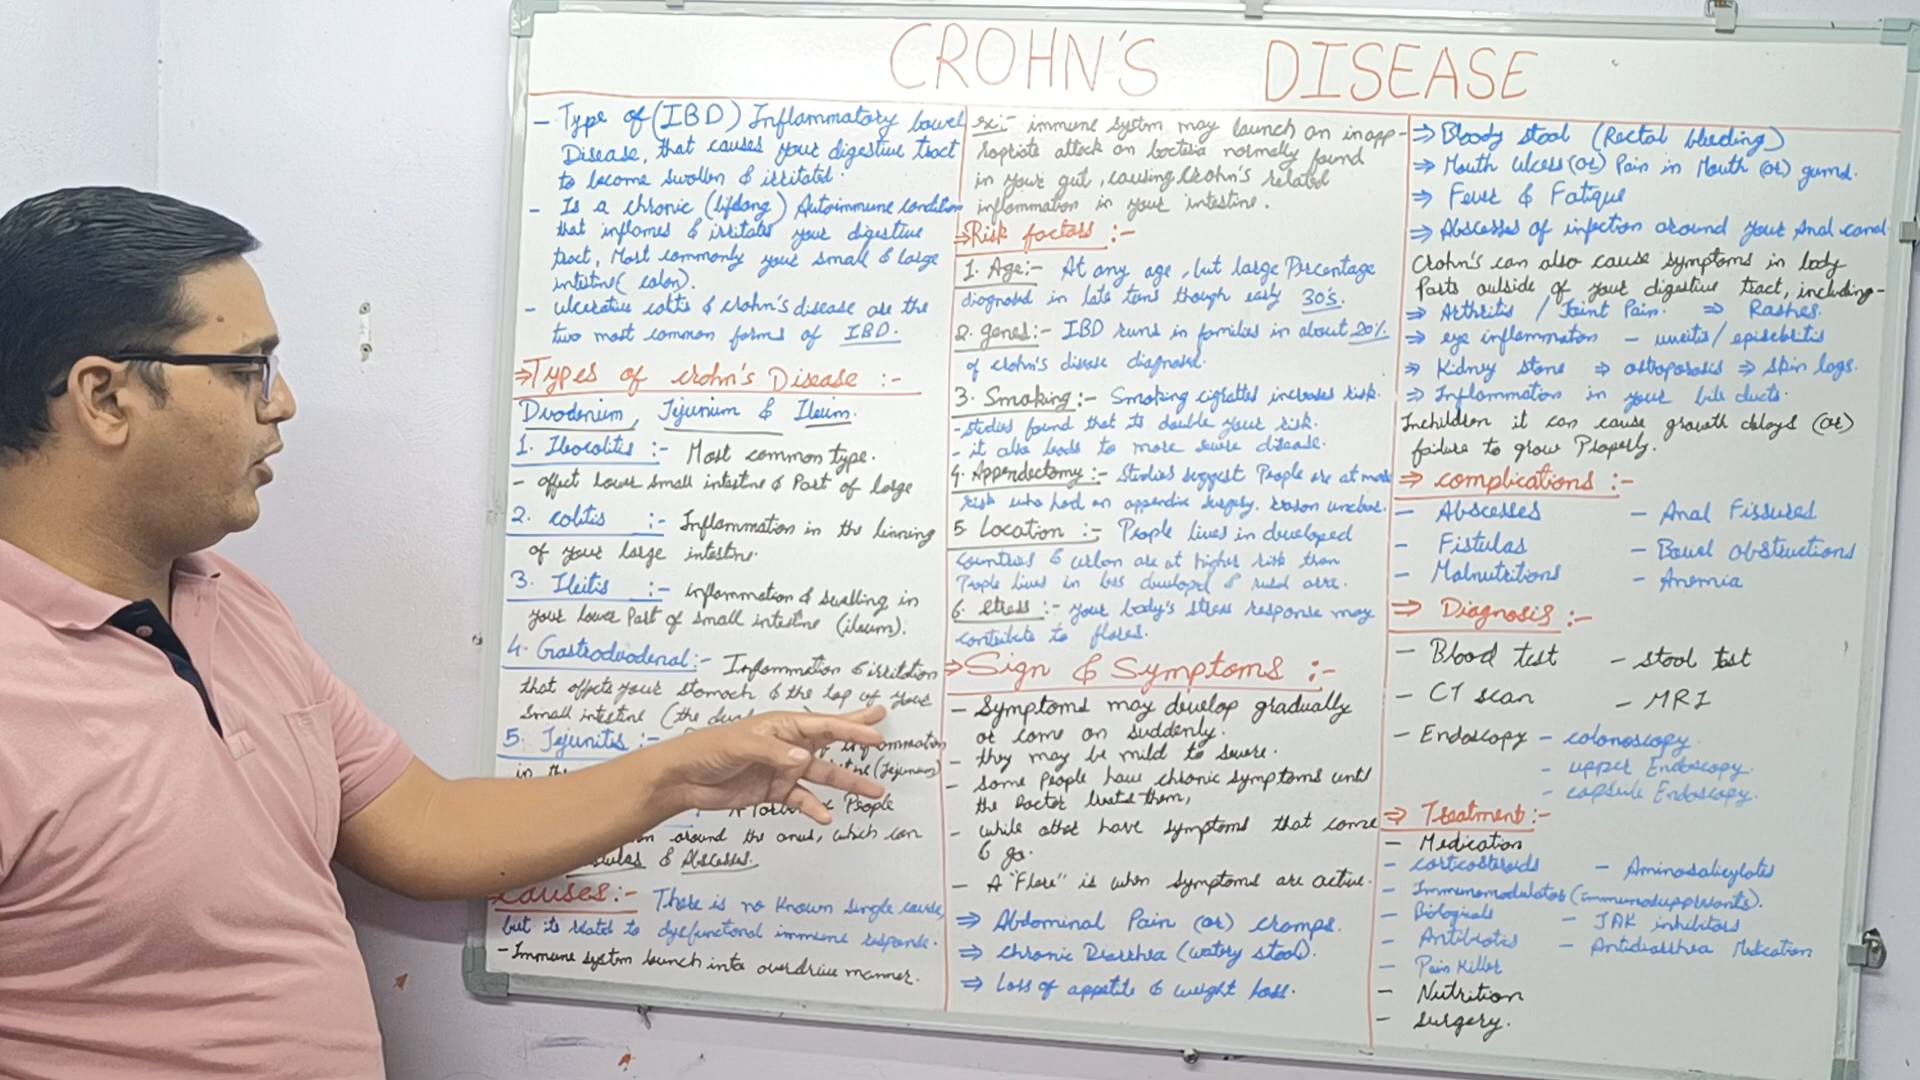 CROHN'S DISEASE
- Type of (IBD) Inflammatory bowel
Disease, that causes your digestive tract
to become swollen & irritated.
- Is a chronic (lifelong) Autoimmune condition
that inflames & irritates your digestive
tract, Most commonly your small & large
intestine( colon).
- ulcerative colitis & crohn's disease are the
two most common forms of IBD.
⇒ Types of crohn's Disease :-
Duodenium, Jejunium & Ileum.
1. Ileocolitis :- Most common type.
- affect lower small intestine & Part of large
2. colitis :- Inflammation in the linning
of your large intestine.
3. Ileitis :- inflammation & swelling in
your lower Part of small intestine (ileum).
4. Gastroduodenal :- Inflammation & irritation
that affects your stomach & the top of your
small intestine (the
5. Jejunitis :- of inflammation
in the (Jejunum)
People
around the anus, which can
& Abscesses.
Causes :- There is no known single cause,
but its related to dysfunctional immune response.
- Immune system launch into overdrive manner.
ex:- immune system may launch an inapp-
ropriate attack on bacteria normally found
in your gut, causing Crohn's related
inflammation in your intestine.
⇒ Risk factors :-
1. Age:- At any age, but large Percentage
diagnosed in late teens though early 30's.
2. genes:- IBD runs in families in about 20%
of crohn's disease diagnosed.
3. Smoking :- Smoking cigrattes increases risk.
- studies found that its double your risk.
- it also leads to more severe disease.
4. Appendectomy :- Studies suggest People are at more
risk who had an appendix surgery. reason unclear.
5 Location :- People lives in developed
countries & urban are at higher risk than
People lives in less developed & rural area.
6. stress :- your body's stress response may
contribute to flares.
⇒ Sign & Symptoms :-
- Symptoms may develop gradually
or come on suddenly.
- they may be mild to severe.
- some People have chronic symptoms until
the Doctor treats them,
- while other have symptoms that come
& go.
- A "Flare" is when symptoms are active.
⇒ Abdominal Pain (or) cramps.
⇒ chronic Diarrhea (watery stool).
⇒ Loss of appetite & weight loss.
⇒ Bloody stool (Rectal bleeding)
⇒ Mouth ulcers (or) Pain in Mouth (or) gums.
⇒ Fever & Fatique
⇒ Abscesses of infection around your Anal canal
Crohn's can also cause symptoms in body
Parts outside of your digestive tract, including-
⇒ Arthritis / Joint Pain. ⇒ Rashes.
⇒ eye inflammation - uveitis/ episcleritis
⇒ Kidney stone ⇒ osteoporosis ⇒ skin tags.
⇒ Inflammation in your bile ducts.
Inchildren it can cause growth delays (or)
failure to grow Properly.
⇒ complications :-
- Abscesses - Anal Fissures
- Fistulas - Bowel obstructions
- Malnutritions - Anemia
⇒ Diagnosis :-
- Blood test - stool test
- CT scan - MRI
- Endoscopy - colonoscopy.
- upper Endoscopy.
- capsule Endoscopy.
⇒ Treatment :-
- Medication
- corticosteroids - Aminosalicylates
- Immunomodulator (immunosuppresants).
- Biologicals - JAK inhibitors
- Antibiotics - Antidiarrhea Medication
- Pain killer
- Nutrition
- surgery.